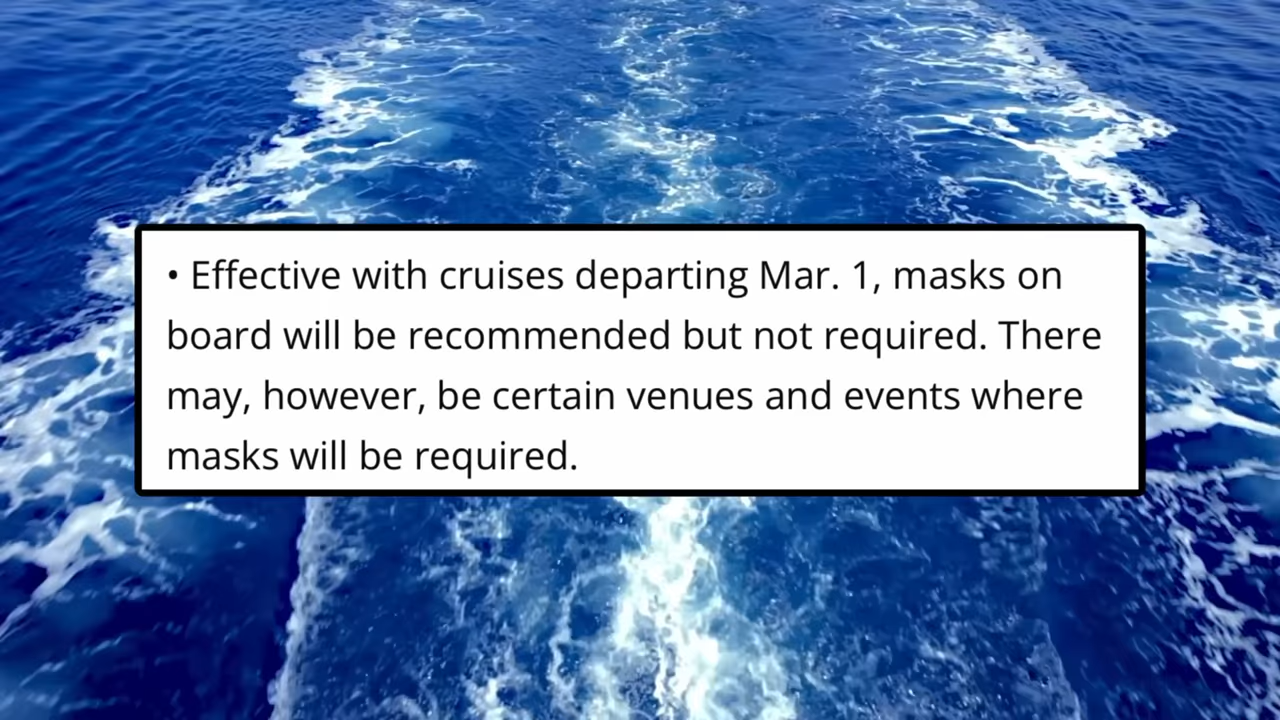 • Effective with cruises departing Mar. 1, masks on
board will be recommended but not required. There
may, however, be certain venues and events where
masks will be required.